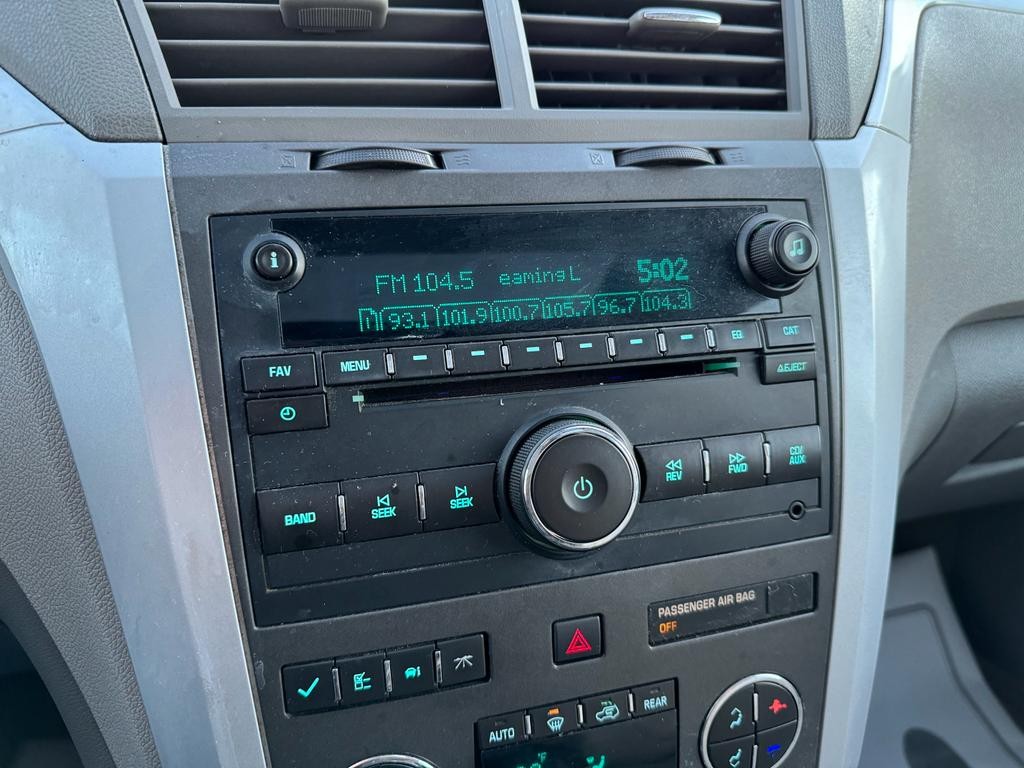 i
FM 104.5 eaming L 5:02
93.1 101.9 100.7 105.7 96.7 104.3
FAV MENU EQ CAT
EJECT
BAND SEEK SEEK REV FWD CD/
AUX
PASSENGER AIR BAG
OFF
AUTO REAR